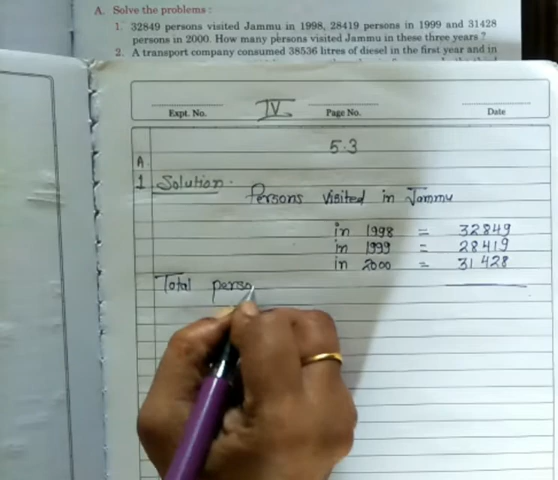 A. Solve the problems :
1. 32849 persons visited Jammu in 1998, 28419 persons in 1999 and 31428
persons in 2000. How many persons visited Jammu in these three years ?
2. A transport company consumed 38536 litres of diesel in the first year and in
Expt. No. IV Page No. Date
5.3
A
1 Solution.
Persons visited in Jammu
in 1998 = 32849
in 1999 = 28419
in 2000 = 31428
Total perso